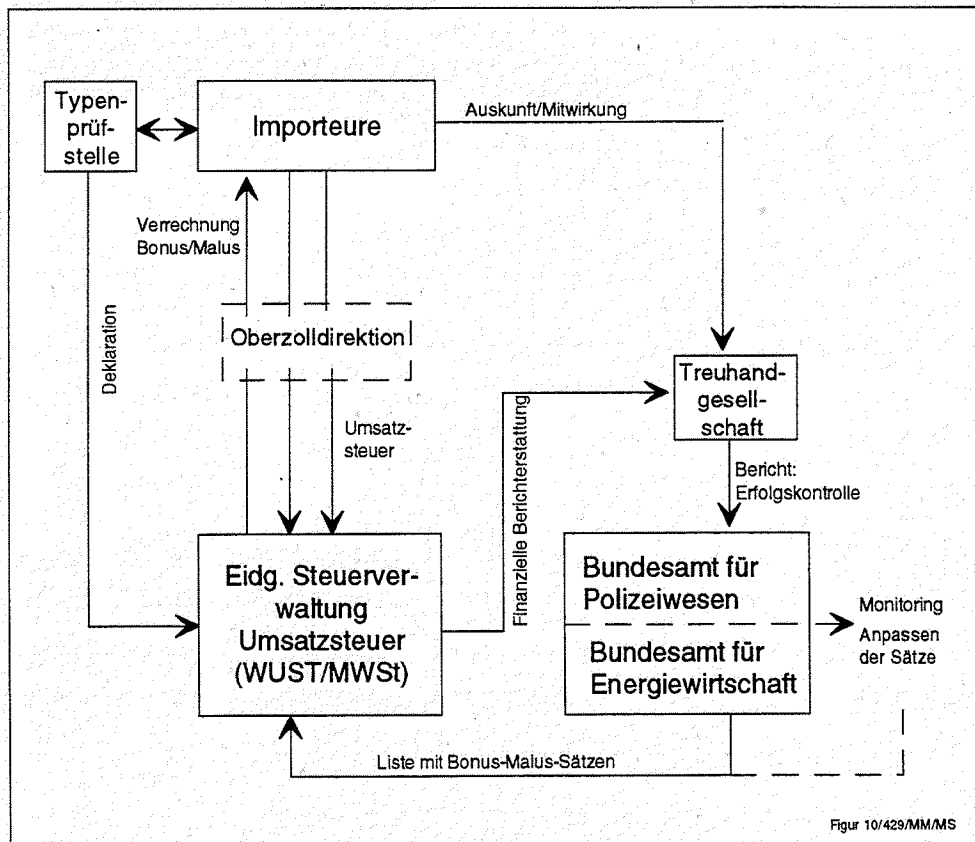 Typen-
prüf-
stelle
Importeure
Auskunft/Mitwirkung
Verrechnung
Bonus/Malus
Deklaration
Oberzolldirektion
Umsatz-
steuer
Treuhand-
gesell-
schaft
Finanzielle Berichterstattung
Bericht:
Erfolgskontrolle
Eidg. Steuerver-
waltung
Umsatzsteuer
(WUST/MWSt)
Bundesamt für
Polizeiwesen
Bundesamt für
Energiewirtschaft
Monitoring
Anpassen
der Sätze
Liste mit Bonus-Malus-Sätzen
Figur 10/429/MM/MS